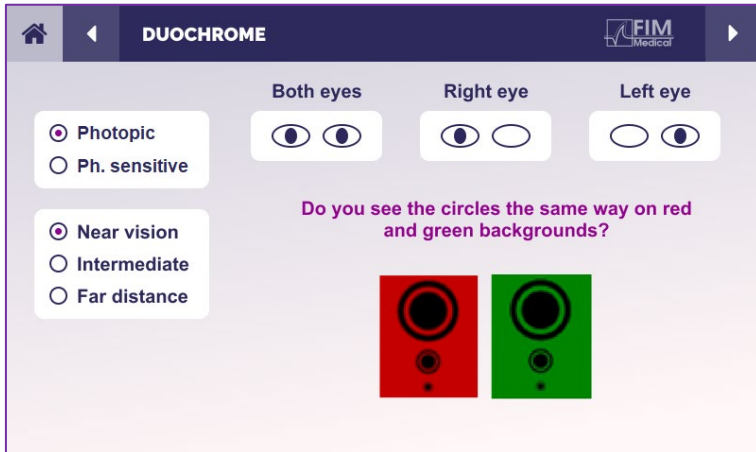 DUOCHROME
FIM
Medical
Both eyes
Right eye
Left eye
Photopic
Ph. sensitive
Near vision
Intermediate
Far distance
Do you see the circles the same way on red
and green backgrounds?